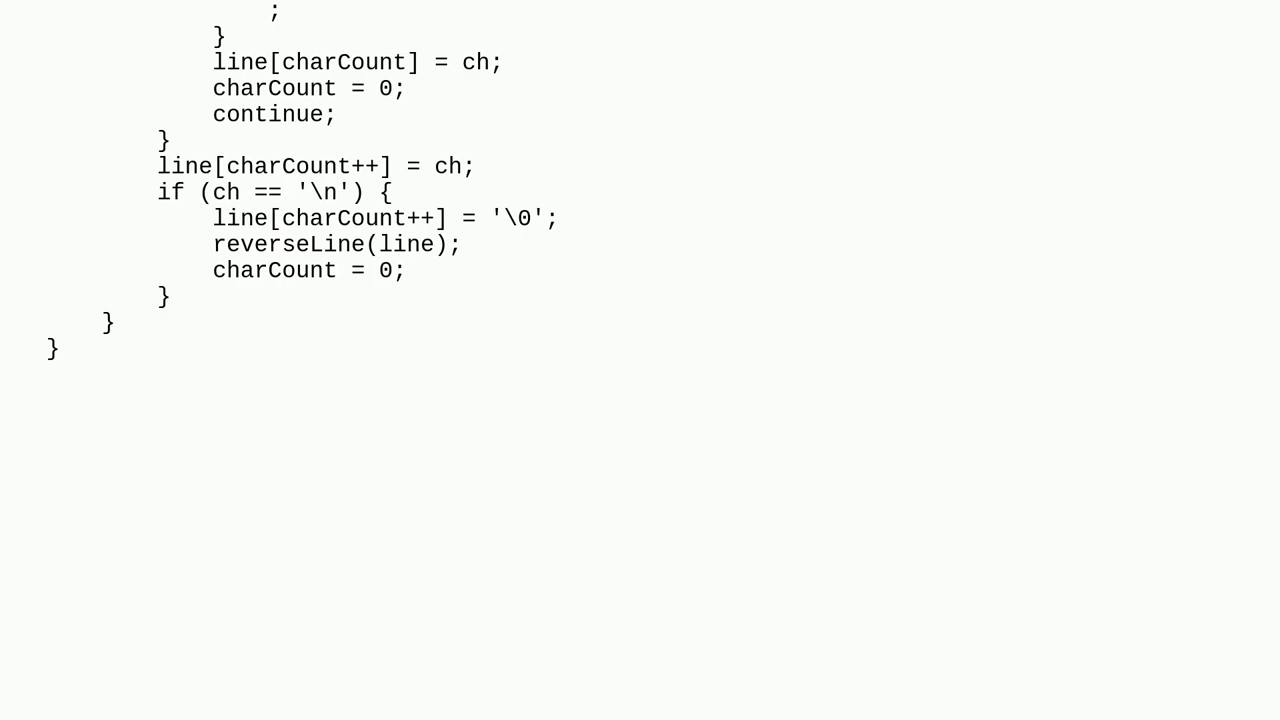 ;
            }
            line[charCount] = ch;
            charCount = 0;
            continue;
        }
        line[charCount++] = ch;
        if (ch == '\n') {
            line[charCount++] = '\0';
            reverseLine(line);
            charCount = 0;
        }
    }
}